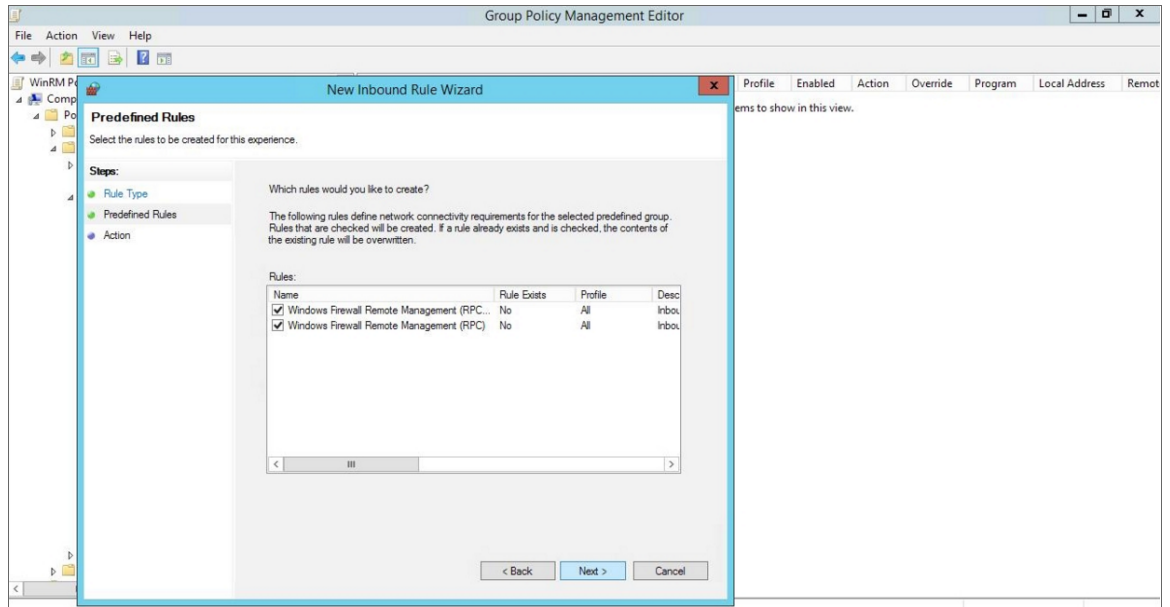 Group Policy Management Editor
File Action View Help
WinRM Po
Comp
Po
New Inbound Rule Wizard
x
Profile Enabled Action Override Program Local Address Remot
ems to show in this view.
Predefined Rules
Select the rules to be created for this experience.
Steps:
Rule Type
Predefined Rules
Action
Which rules would you like to create?
The following rules define network connectivity requirements for the selected predefined group.
Rules that are checked will be created. If a rule already exists and is checked, the contents of
the existing rule will be overwritten.
Rules:
Name Rule Exists Profile Desc
Windows Firewall Remote Management (RPC... No All Inbou
Windows Firewall Remote Management (RPC) No All Inbou
< Back Next > Cancel